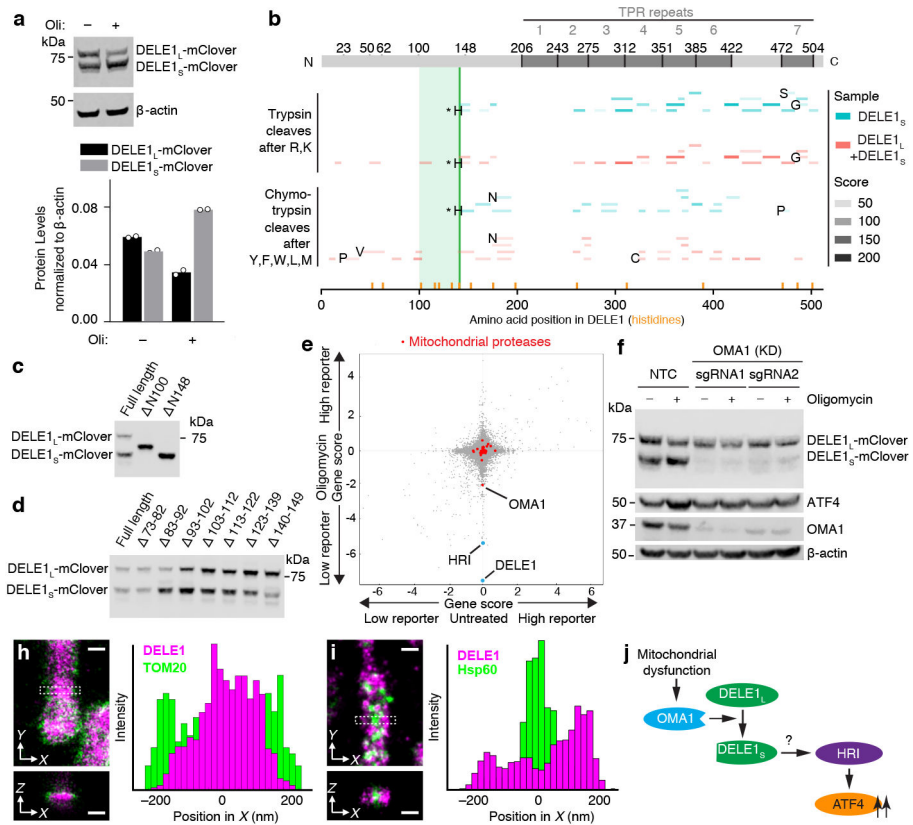 a
Oli: – +
kDa
75
DELE1L-mClover
DELE1S-mClover
50
β-actin
DELE1L-mClover
DELE1S-mClover
Protein Levels
normalized to β-actin
0.08
0.04
0.00
Oli: – +
b
TPR repeats
1 2 3 4 5 6 7
23 50 62 100 148 206 243 275 312 351 385 422 472 504
N C
Trypsin
cleaves
after R,K
* H
S
G
* H
G
Chymo-
trypsin
cleaves
after
Y,F,W,L,M
N
* H
P
N
V
P
C
Sample
DELE1S
DELE1L
+DELE1S
Score
50
100
150
200
0 100 200 300 400 500
Amino acid position in DELE1 (histidines)
c
Full length
ΔN100
ΔN148
kDa
75
DELE1L-mClover
DELE1S-mClover
d
Full length
Δ73-82
Δ83-92
Δ93-102
Δ103-112
Δ113-122
Δ123-139
Δ140-149
kDa
75
DELE1L-mClover
DELE1S-mClover
e
• Mitochondrial proteases
High reporter
Oligomycin
Gene score
Low reporter
4
2
0
-2
-4
-6
OMA1
HRI
DELE1
-6 -4 -2 0 2 4 6
Gene score
Low reporter Untreated High reporter
f
OMA1 (KD)
NTC sgRNA1 sgRNA2
– + – + – + Oligomycin
kDa
75
DELE1L-mClover
DELE1S-mClover
50 ATF4
37 OMA1
50 β-actin
h
Y
X
Z
X
DELE1
TOM20
Intensity
−200 0 200
Position in X (nm)
i
Y
X
Z
X
DELE1
Hsp60
Intensity
−200 0 200
Position in X (nm)
j
Mitochondrial
dysfunction
DELE1L
OMA1
DELE1S
?
HRI
ATF4